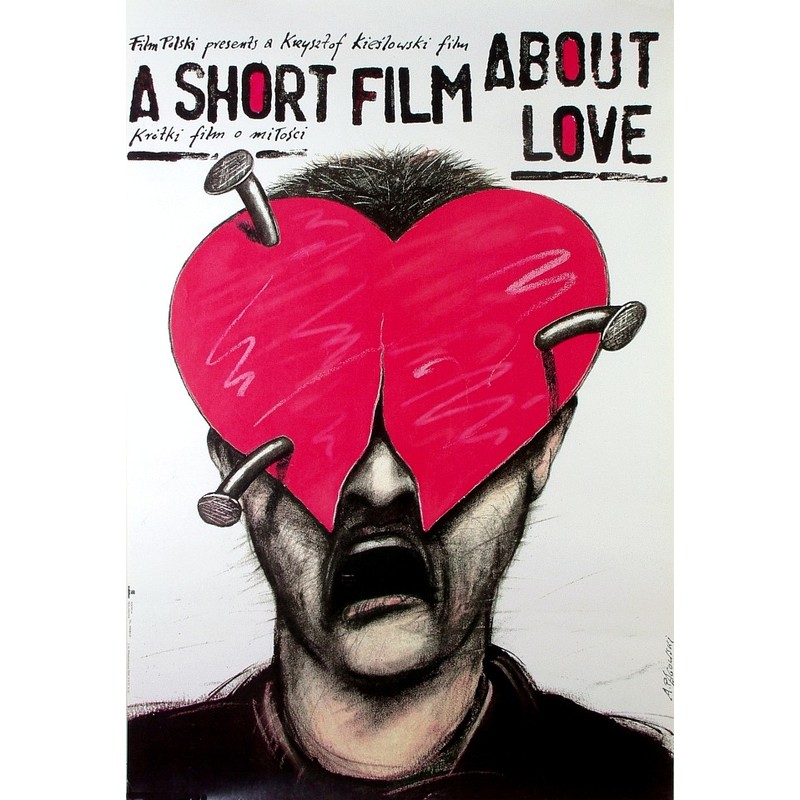 Film Polski presents a Krzysztof Kieślowski film
A SHORT FILM ABOUT
LOVE
Krótki film o miłości
A. Pągowski